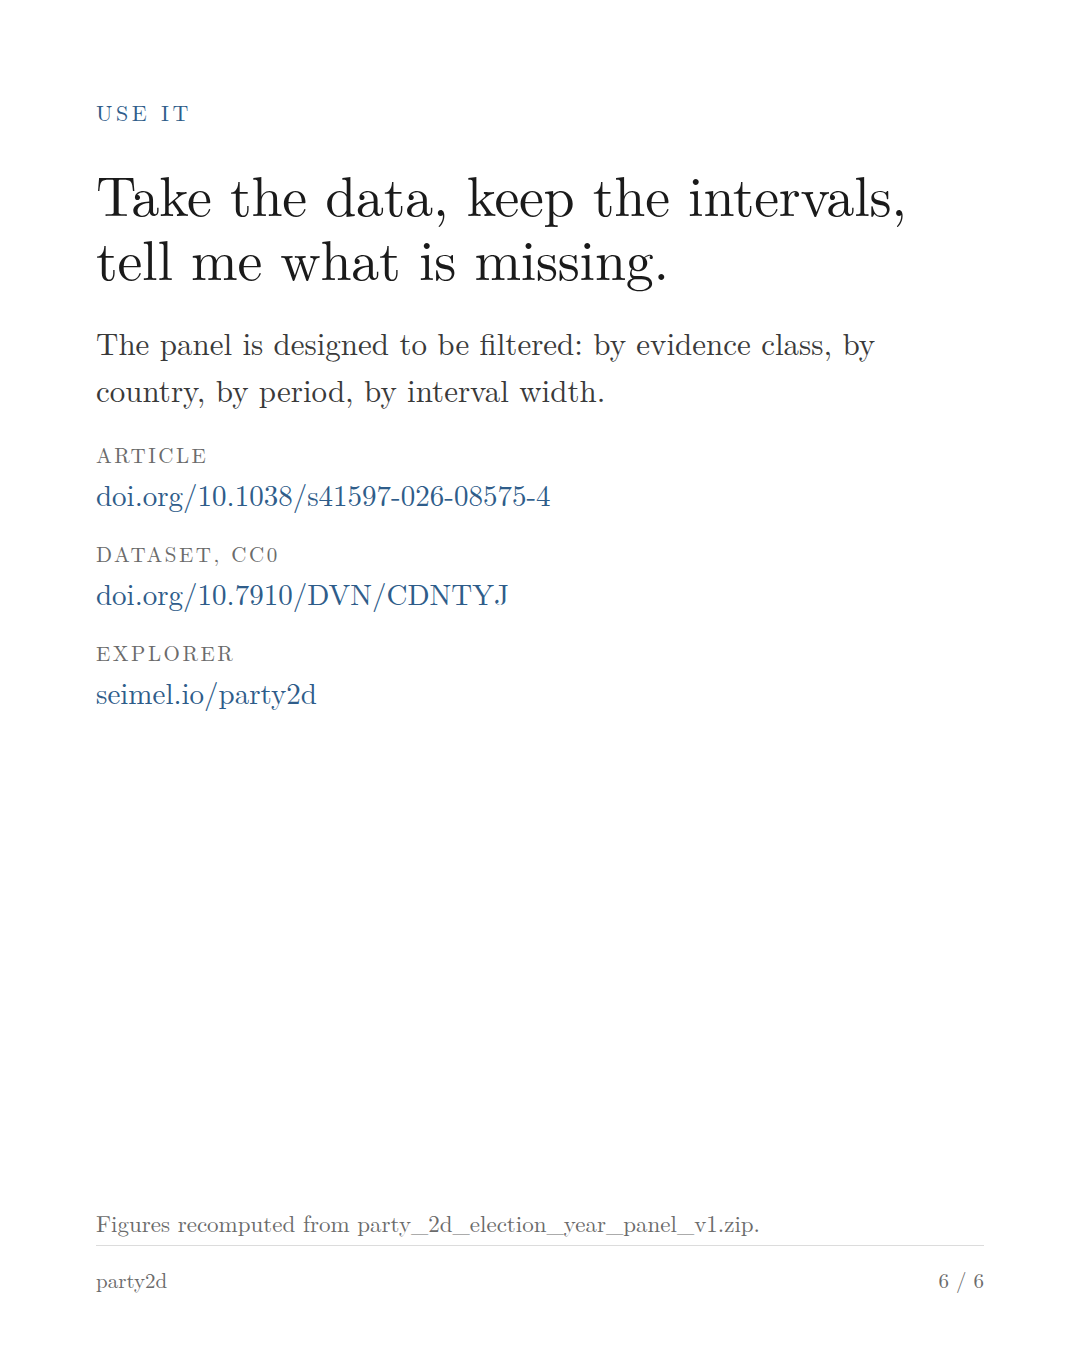 USE IT
Take the data, keep the intervals,
tell me what is missing.
The panel is designed to be filtered: by evidence class, by
country, by period, by interval width.
ARTICLE
doi.org/10.1038/s41597-026-08575-4
DATASET, CC0
doi.org/10.7910/DVN/CDNTYJ
EXPLORER
seimel.io/party2d
Figures recomputed from party_2d_election_year_panel_v1.zip.
party2d
6 / 6